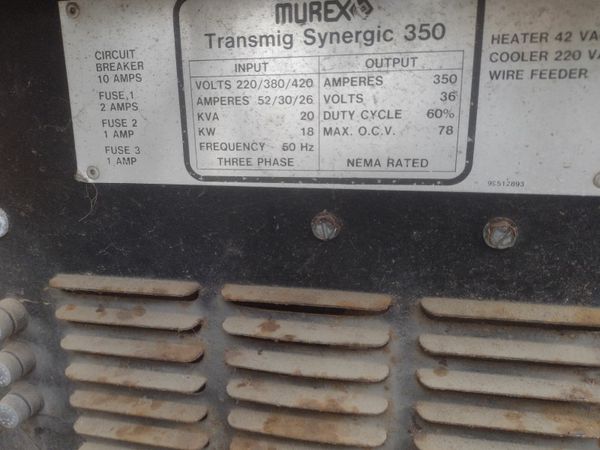 MUREX
Transmig Synergic 350
CIRCUIT
BREAKER
10 AMPS
FUSE 1
2 AMPS
FUSE 2
1 AMP
FUSE 3
1 AMP
INPUT
VOLTS 220/380/420
AMPERES 52/30/26
KVA 20
KW 18
FREQUENCY 50 Hz
THREE PHASE
OUTPUT
AMPERES 350
VOLTS 36
DUTY CYCLE 60%
MAX. O.C.V. 78
NEMA RATED
HEATER 42 VA
COOLER 220 VA
WIRE FEEDER